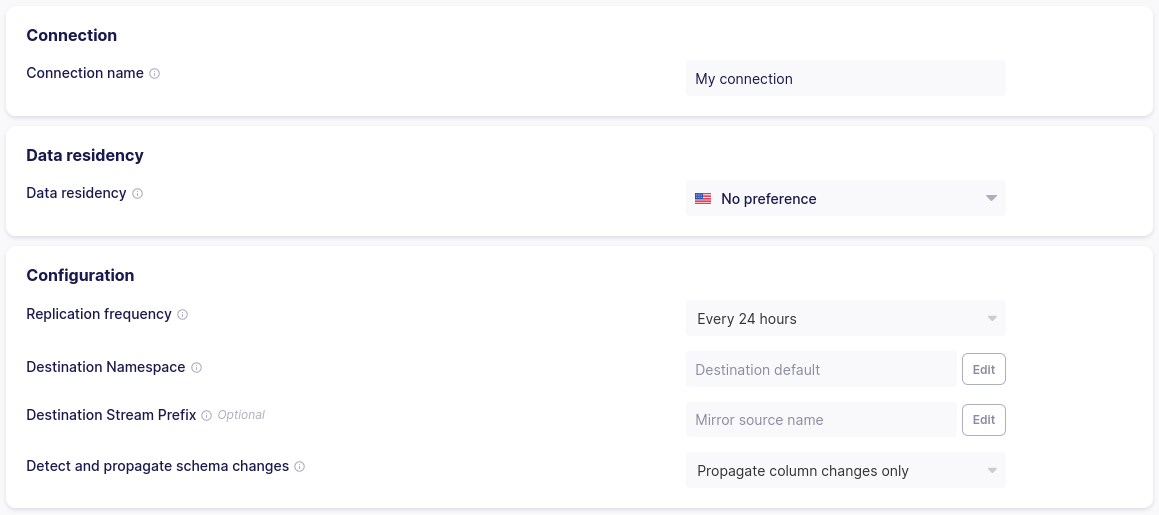 Connection
Connection name
My connection
Data residency
Data residency
No preference
Configuration
Replication frequency
Every 24 hours
Destination Namespace
Destination default
Edit
Destination Stream Prefix Optional
Mirror source name
Edit
Detect and propagate schema changes
Propagate column changes only